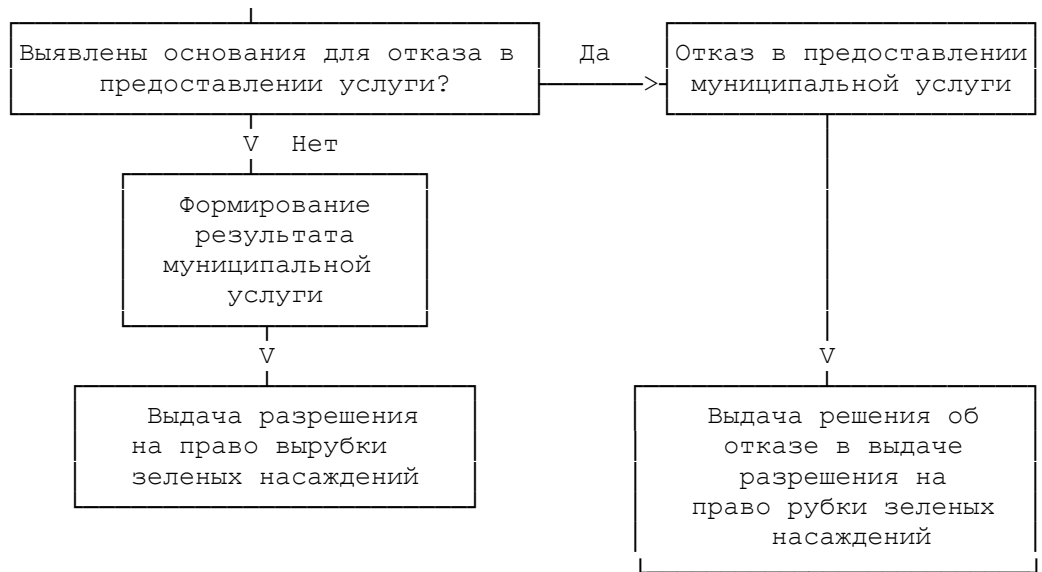 Выявлены основания для отказа в
предоставлении услуги?
Да
>
Отказ в предоставлении
муниципальной услуги
V Нет
Формирование
результата
муниципальной
услуги
V
V
Выдача разрешения
на право вырубки
зеленых насаждений
Выдача решения об
отказе в выдаче
разрешения на
право рубки зеленых
насаждений